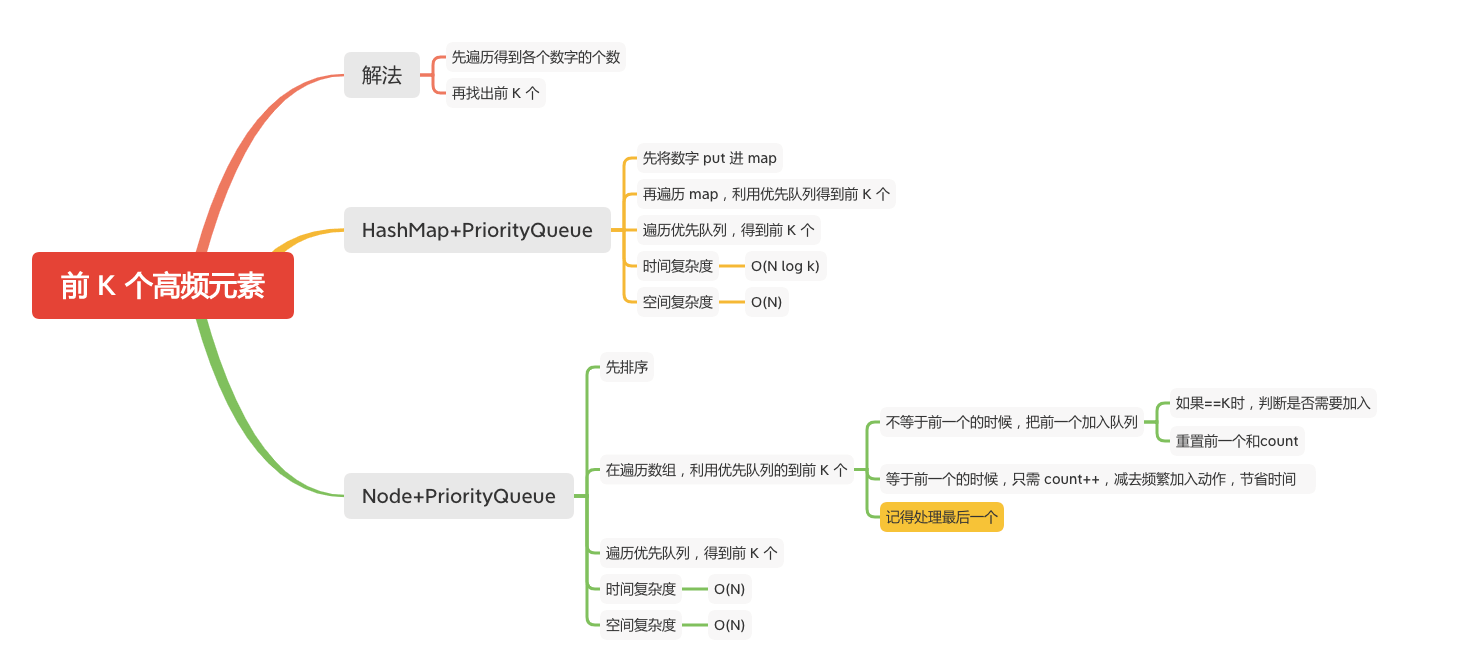 前 K 个高频元素
解法
先遍历得到各个数字的个数
再找出前 K 个
HashMap+PriorityQueue
先将数字 put 进 map
再遍历 map，利用优先队列得到前 K 个
遍历优先队列，得到前 K 个
时间复杂度
O(N log k)
空间复杂度
O(N)
Node+PriorityQueue
先排序
在遍历数组，利用优先队列的到前 K 个
不等于前一个的时候，把前一个加入队列
如果==K时，判断是否需要加入
重置前一个和count
等于前一个的时候，只需 count++，减去频繁加入动作，节省时间
记得处理最后一个
遍历优先队列，得到前 K 个
时间复杂度
O(N)
空间复杂度
O(N)